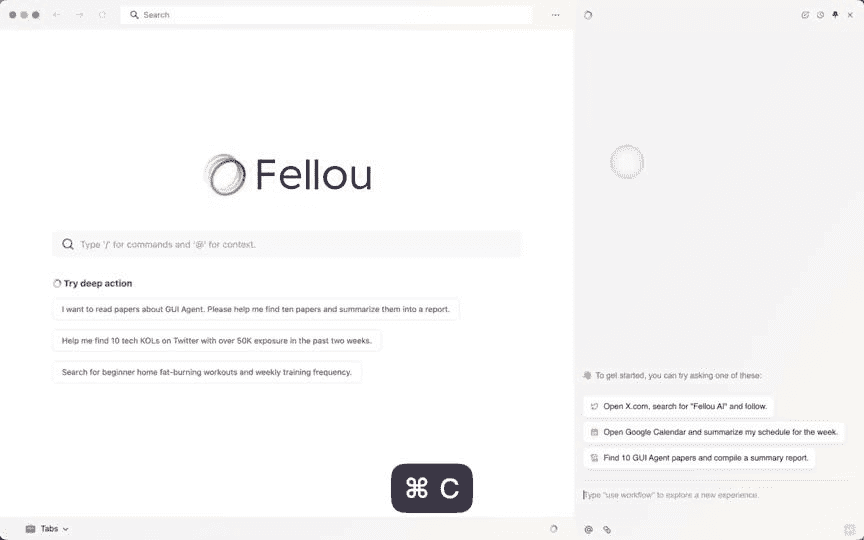 Search
Fellou
Type '/' for commands and '@' for context.
Try deep action
I want to read papers about GUI Agent. Please help me find ten papers and summarize them into a report.
Help me find 10 tech KOLs on Twitter with over 50K exposure in the past two weeks.
Search for beginner home fat-burning workouts and weekly training frequency.
To get started, you can try asking one of these:
Open X.com, search for "Fellou AI" and follow.
Open Google Calendar and summarize my schedule for the week.
Find 10 GUI Agent papers and compile a summary report.
Type "use workflow" to explore a new experience.
⌘ C
Tabs